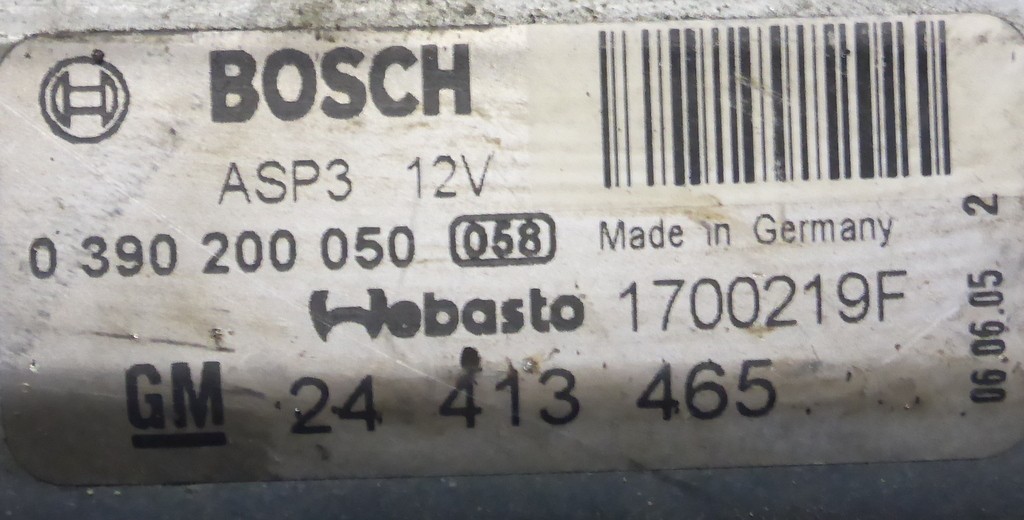 BOSCH
ASP3 12V
0 390 200 050 058
Made in Germany
Webasto 1700219F
GM 24 413 465
06.06.05 2